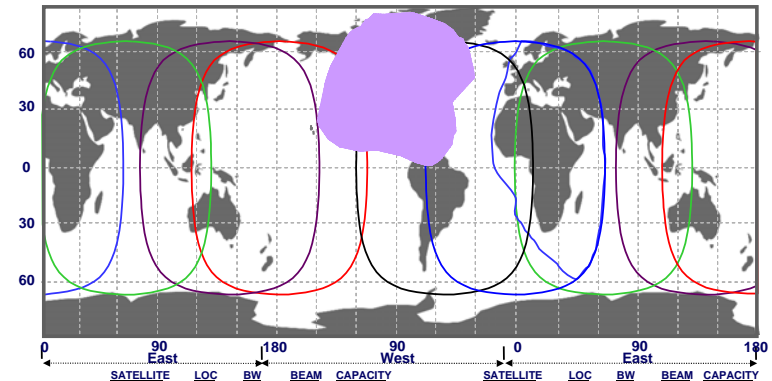 60
30
0
30
60
0 90 180 90 0 90 180
East West East
SATELLITE LOC BW BEAM CAPACITY SATELLITE LOC BW BEAM CAPACITY